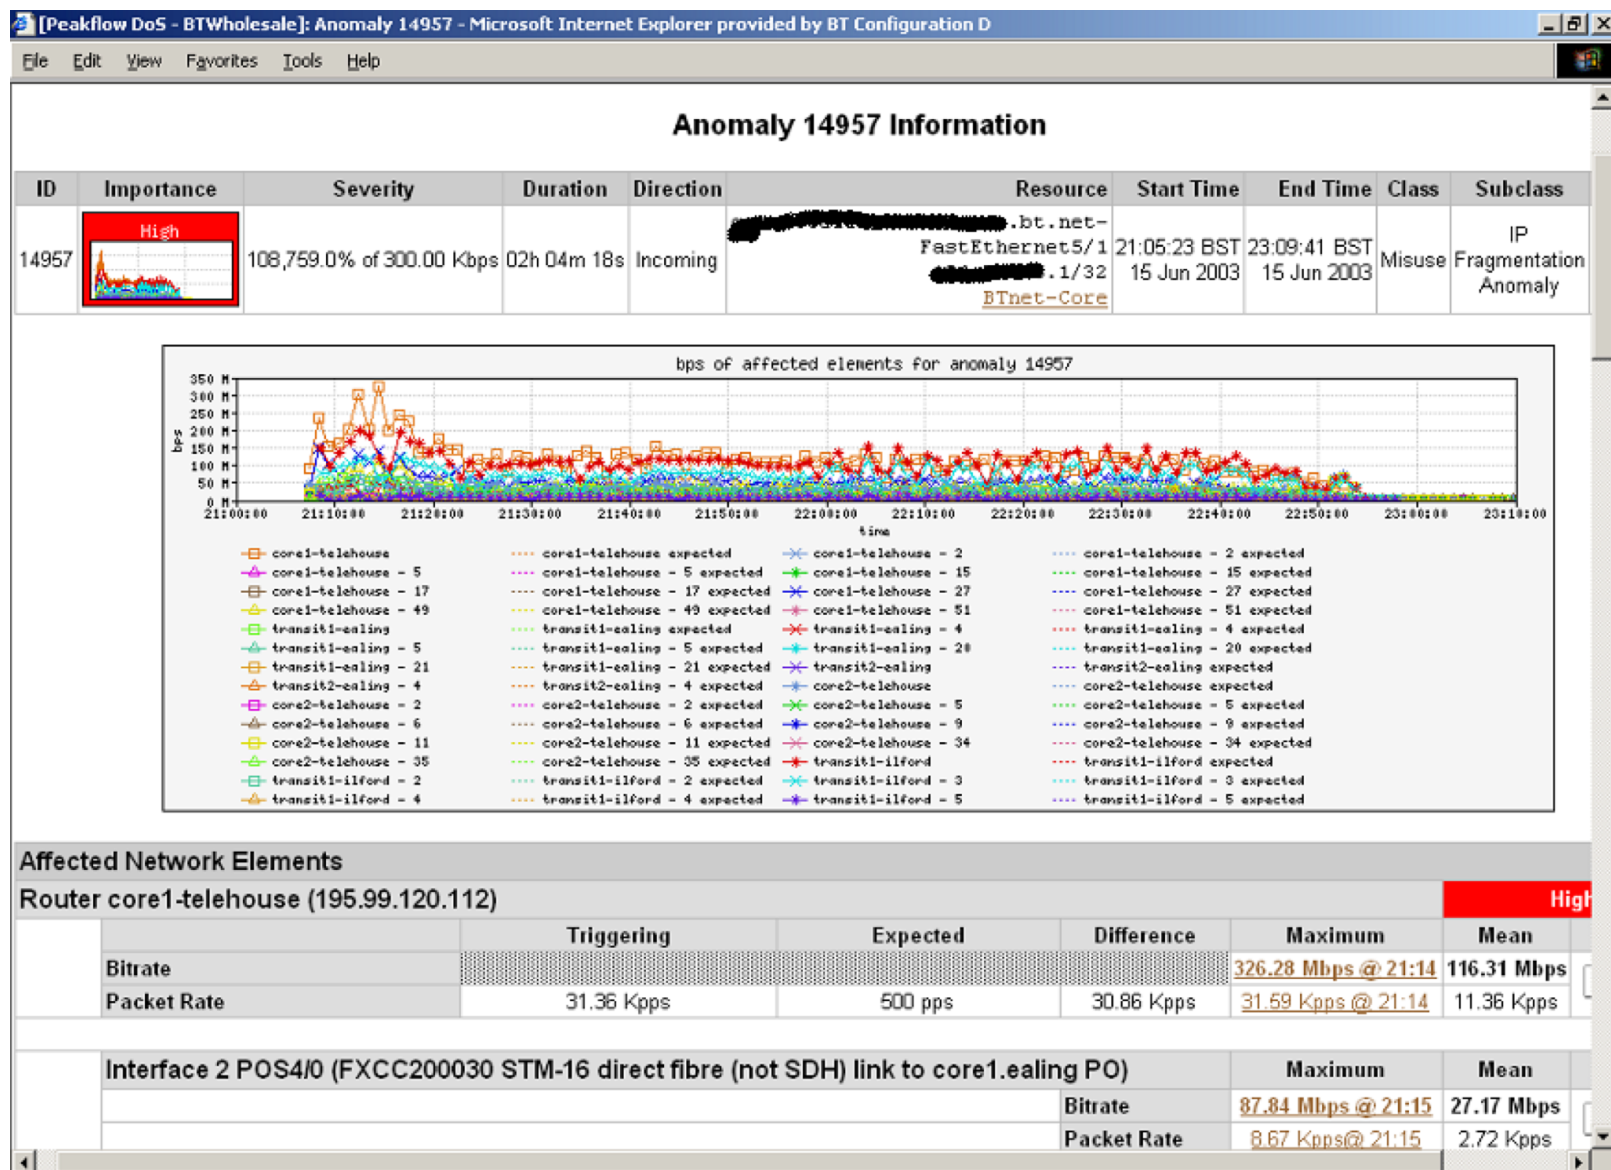 [Peakflow DoS - BTWholesale]: Anomaly 14957 - Microsoft Internet Explorer provided by BT Configuration D
File Edit View Favorites Tools Help
Anomaly 14957 Information
ID Importance Severity Duration Direction Resource Start Time End Time Class Subclass
14957 High 108,759.0% of 300.00 Kbps 02h 04m 18s Incoming .bt.net-FastEthernet5/1 .1/32 BTnet-Core 21:05:23 BST 15 Jun 2003 23:09:41 BST 15 Jun 2003 Misuse IP Fragmentation Anomaly
bps of affected elements for anomaly 14957
350 M
300 M
250 M
200 M
150 M
100 M
50 M
0 M
bps
21:00:00 21:10:00 21:20:00 21:30:00 21:40:00 21:50:00 22:00:00 22:10:00 22:20:00 22:30:00 22:40:00 22:50:00 23:00:00 23:10:00
time
core1-telehouse core1-telehouse expected core1-telehouse - 2 core1-telehouse - 2 expected
core1-telehouse - 5 core1-telehouse - 5 expected core1-telehouse - 15 core1-telehouse - 15 expected
core1-telehouse - 17 core1-telehouse - 17 expected core1-telehouse - 27 core1-telehouse - 27 expected
core1-telehouse - 49 core1-telehouse - 49 expected core1-telehouse - 51 core1-telehouse - 51 expected
transit1-ealing transit1-ealing expected transit1-ealing - 4 transit1-ealing - 4 expected
transit1-ealing - 5 transit1-ealing - 5 expected transit1-ealing - 20 transit1-ealing - 20 expected
transit1-ealing - 21 transit1-ealing - 21 expected transit2-ealing transit2-ealing expected
transit2-ealing - 4 transit2-ealing - 4 expected core2-telehouse core2-telehouse expected
core2-telehouse - 2 core2-telehouse - 2 expected core2-telehouse - 5 core2-telehouse - 5 expected
core2-telehouse - 6 core2-telehouse - 6 expected core2-telehouse - 9 core2-telehouse - 9 expected
core2-telehouse - 11 core2-telehouse - 11 expected core2-telehouse - 34 core2-telehouse - 34 expected
core2-telehouse - 35 core2-telehouse - 35 expected transit1-ilford transit1-ilford expected
transit1-ilford - 2 transit1-ilford - 2 expected transit1-ilford - 3 transit1-ilford - 3 expected
transit1-ilford - 4 transit1-ilford - 4 expected transit1-ilford - 5 transit1-ilford - 5 expected
Affected Network Elements
Router core1-telehouse (195.99.120.112) High
Triggering Expected Difference Maximum Mean
Bitrate 326.28 Mbps @ 21:14 116.31 Mbps
Packet Rate 31.36 Kpps 500 pps 30.86 Kpps 31.59 Kpps @ 21:14 11.36 Kpps
Interface 2 POS4/0 (FXCC200030 STM-16 direct fibre (not SDH) link to core1.ealing PO) Maximum Mean
Bitrate 87.84 Mbps @ 21:15 27.17 Mbps
Packet Rate 8.67 Kpps@ 21:15 2.72 Kpps